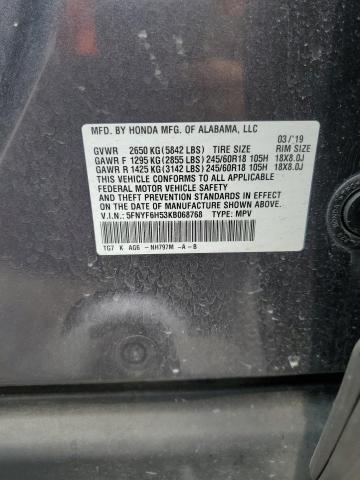 MFD. BY HONDA MFG. OF ALABAMA, LLC
03 / '19
GVWR 2650 KG (5842 LBS) TIRE SIZE RIM SIZE
GAWR F 1295 KG (2855 LBS) 245/60R18 105H 18X8.0J
GAWR R 1425 KG (3142 LBS) 245/60R18 105H 18X8.0J
THIS VEHICLE CONFORMS TO ALL APPLICABLE
FEDERAL MOTOR VEHICLE SAFETY AND
THEFT PREVENTION STANDARDS IN EFFECT ON THE
DATE OF MANUFACTURE SHOWN ABOVE.
V.I.N.: 5FNYF6H53KB068768 TYPE: MPV
TG7 K AG6 - NH797M -A - B